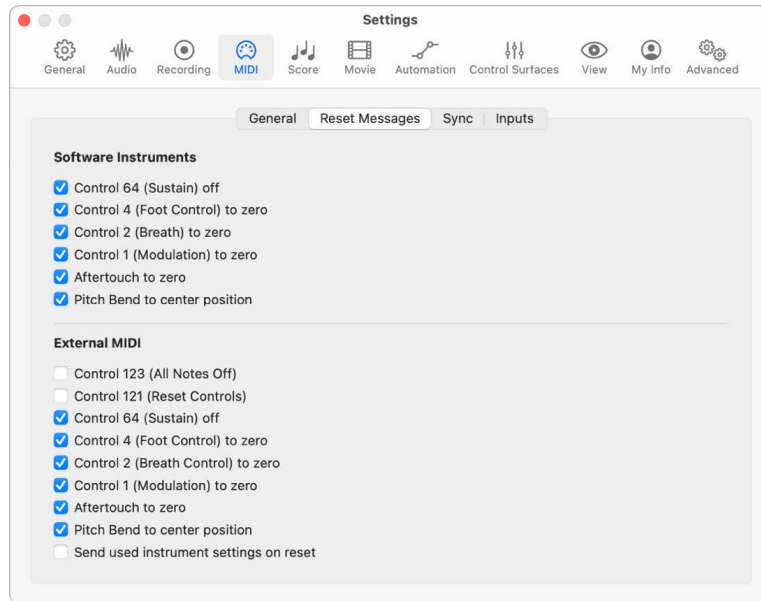 Settings
General Audio Recording MIDI Score Movie Automation Control Surfaces View My Info Advanced
General Reset Messages Sync Inputs
Software Instruments
Control 64 (Sustain) off
Control 4 (Foot Control) to zero
Control 2 (Breath) to zero
Control 1 (Modulation) to zero
Aftertouch to zero
Pitch Bend to center position
External MIDI
Control 123 (All Notes Off)
Control 121 (Reset Controls)
Control 64 (Sustain) off
Control 4 (Foot Control) to zero
Control 2 (Breath Control) to zero
Control 1 (Modulation) to zero
Aftertouch to zero
Pitch Bend to center position
Send used instrument settings on reset